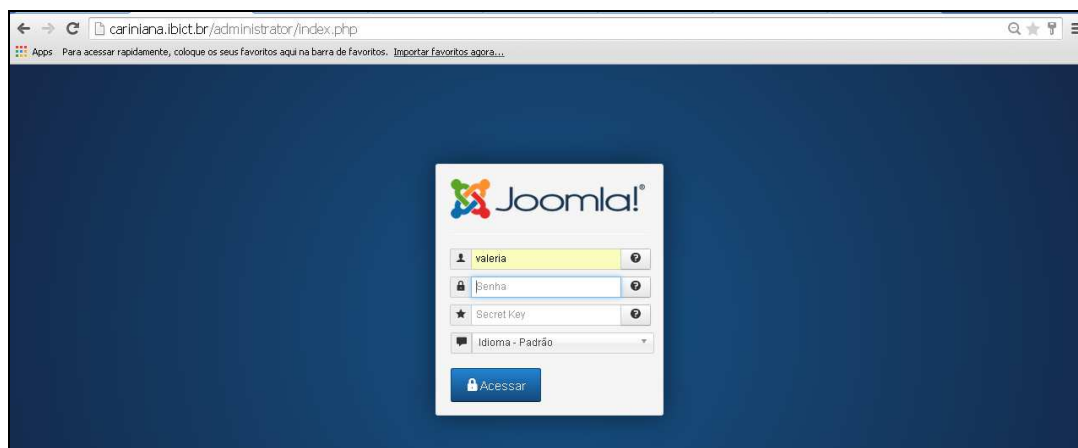 cariniana.ibict.br/administrator/index.php
Apps Para acessar rapidamente, coloque os seus favoritos aqui na barra de favoritos. Importar favoritos agora...
Joomla!®
valeria
Senha
Secret Key
Idioma - Padrão
Acessar